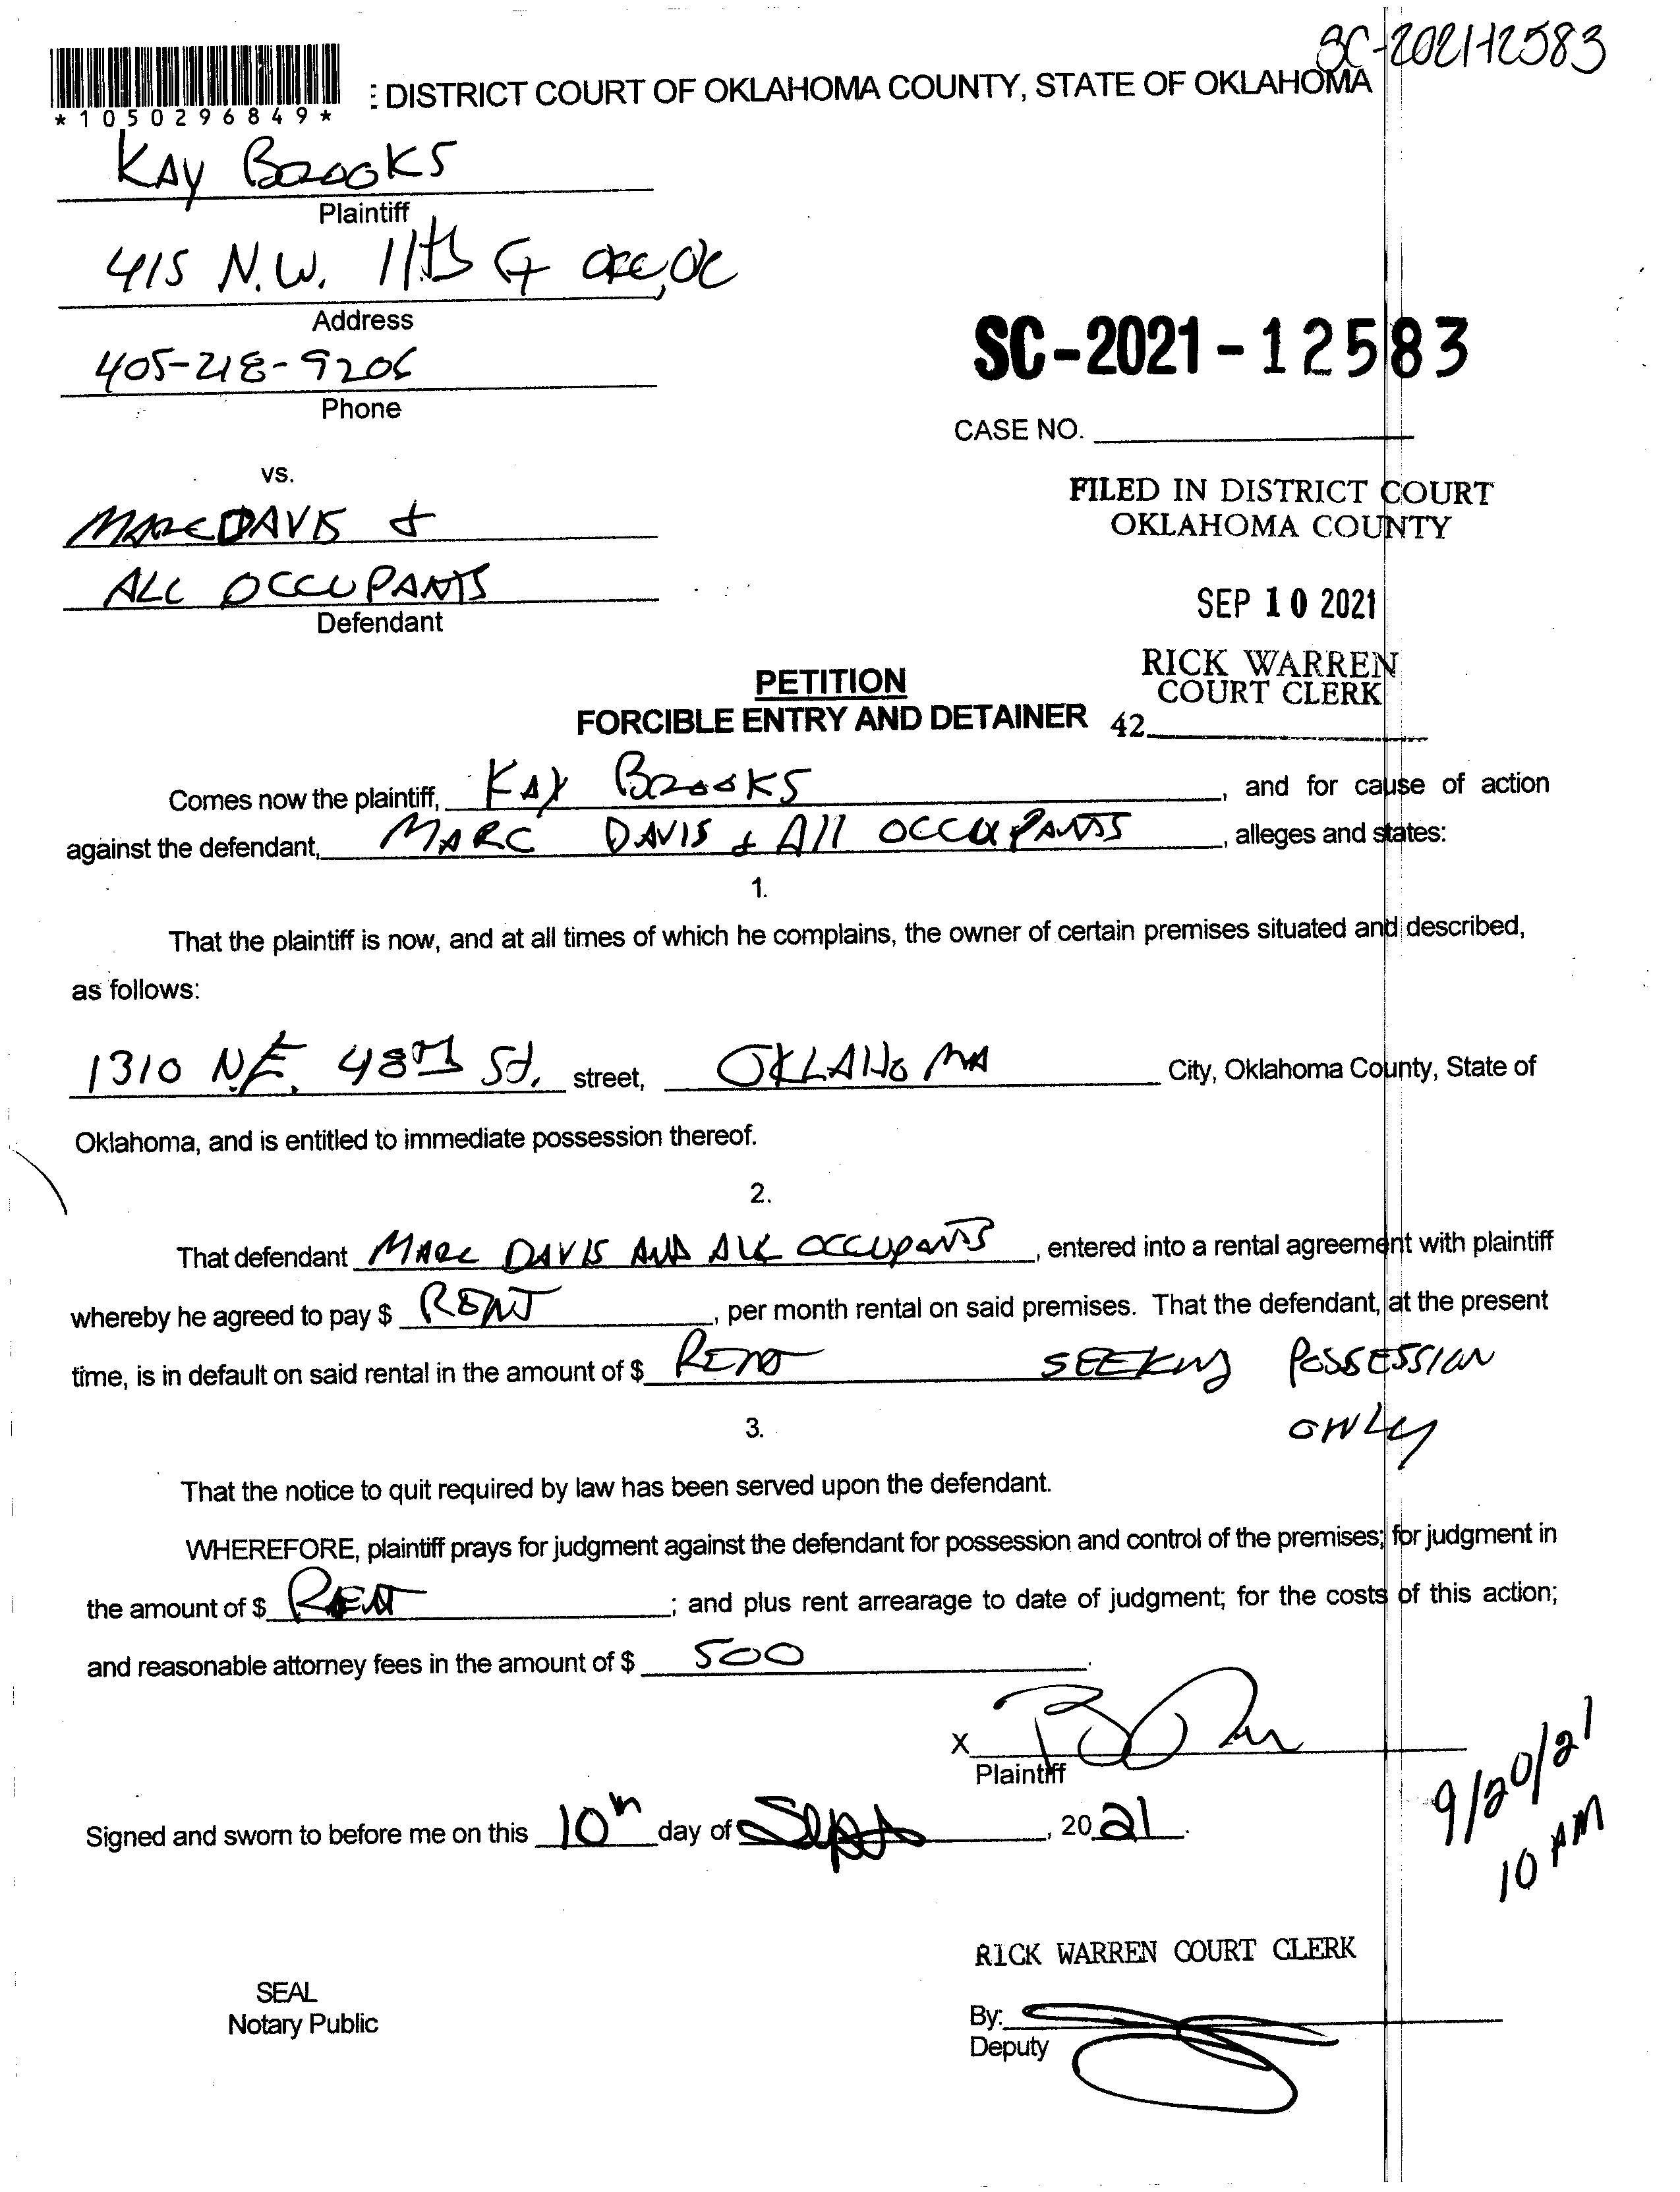 SC-2021-12583
: DISTRICT COURT OF OKLAHOMA COUNTY, STATE OF OKLAHOMA
*1050296849*
KAY BROOKS
Plaintiff
415 N.W. 11th OKC, OK
Address
405-218-9206
Phone
SC-2021-12583
CASE NO.
vs.
FILED IN DISTRICT COURT
OKLAHOMA COUNTY
MARC DAVIS &
ALL OCCUPANTS
Defendant
SEP 10 2021
RICK WARREN
COURT CLERK
42
PETITION
FORCIBLE ENTRY AND DETAINER
Comes now the plaintiff, KAY BROOKS, and for cause of action
against the defendant, MARC DAVIS & All OCCUPANTS, alleges and states:
1.
That the plaintiff is now, and at all times of which he complains, the owner of certain premises situated and described,
as follows:
1310 N.E. 48TH St. street, OKLAHOMA City, Oklahoma County, State of
Oklahoma, and is entitled to immediate possession thereof.
2.
That defendant MARC DAVIS AND ALL OCCUPANTS, entered into a rental agreement with plaintiff
whereby he agreed to pay $ RENT, per month rental on said premises. That the defendant, at the present
time, is in default on said rental in the amount of $ RENT SEEKING POSSESSION
ONLY
3.
That the notice to quit required by law has been served upon the defendant.
WHEREFORE, plaintiff prays for judgment against the defendant for possession and control of the premises; for judgment in
the amount of $ RENT; and plus rent arrearage to date of judgment; for the costs of this action;
and reasonable attorney fees in the amount of $ 500.
X
Plaintiff
Signed and sworn to before me on this 10th day of Sept, 2021.
9/20/21
10 AM
RICK WARREN COURT CLERK
SEAL
Notary Public
By:
Deputy